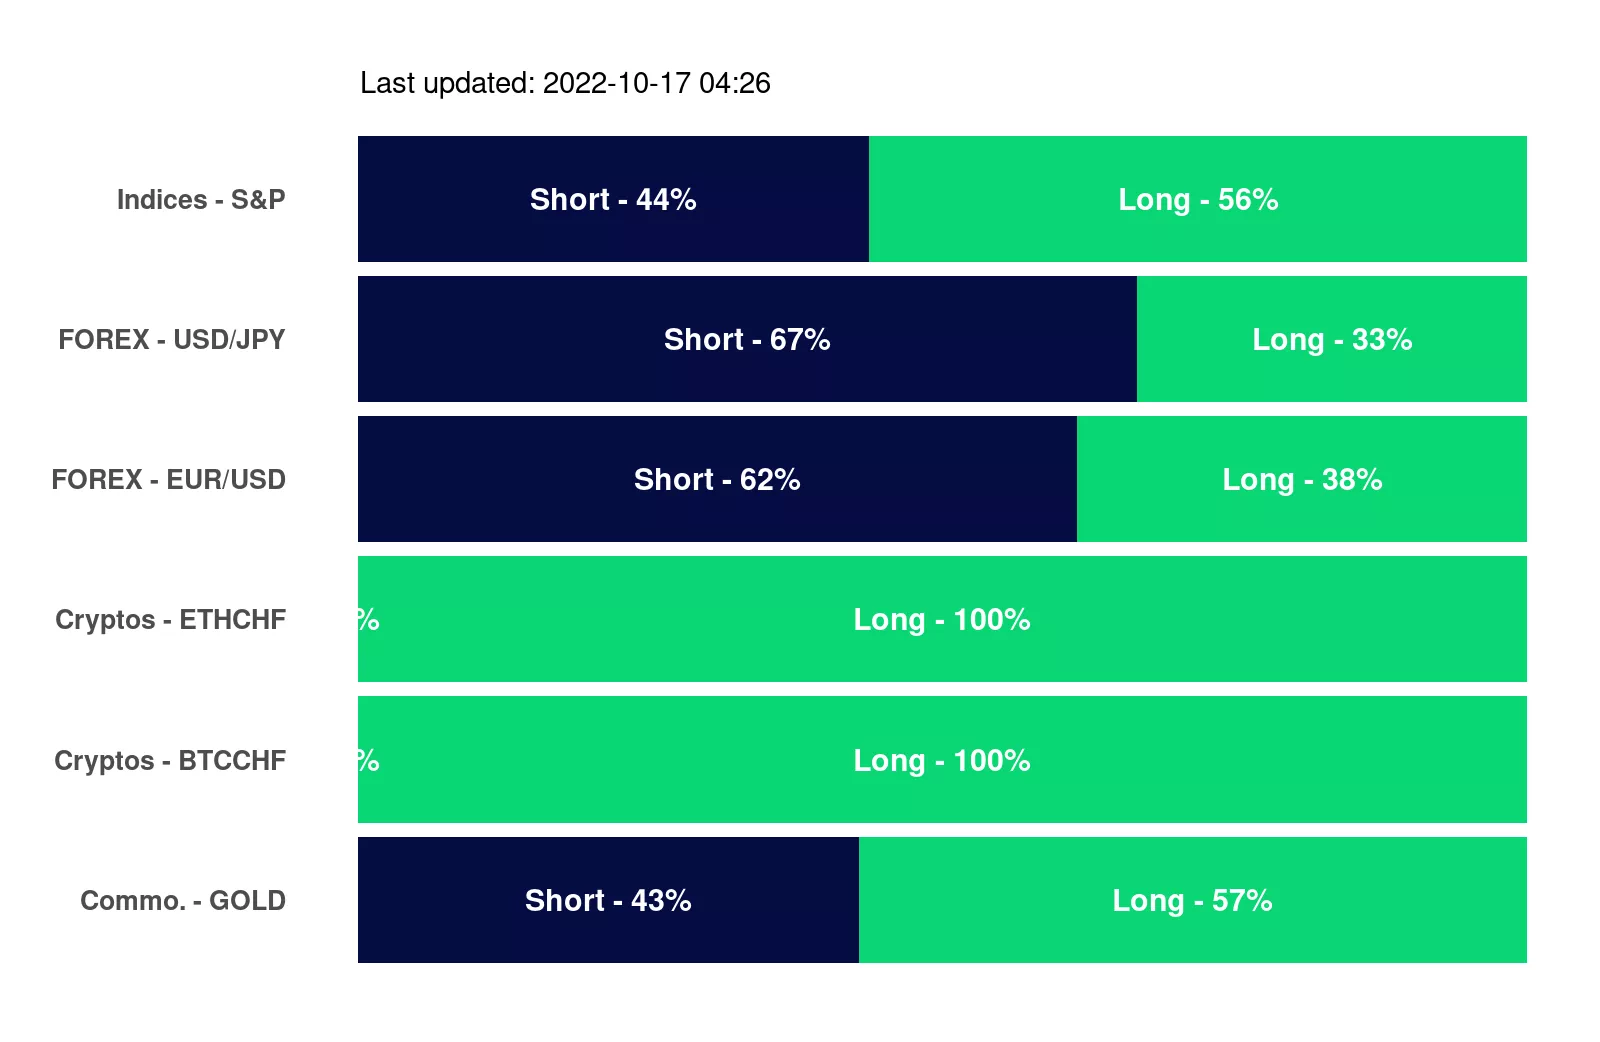 Last updated: 2022-10-17 04:26
Indices - S&P Short - 44% Long - 56%
FOREX - USD/JPY Short - 67% Long - 33%
FOREX - EUR/USD Short - 62% Long - 38%
Cryptos - ETHCHF % Long - 100%
Cryptos - BTCCHF % Long - 100%
Commo. - GOLD Short - 43% Long - 57%